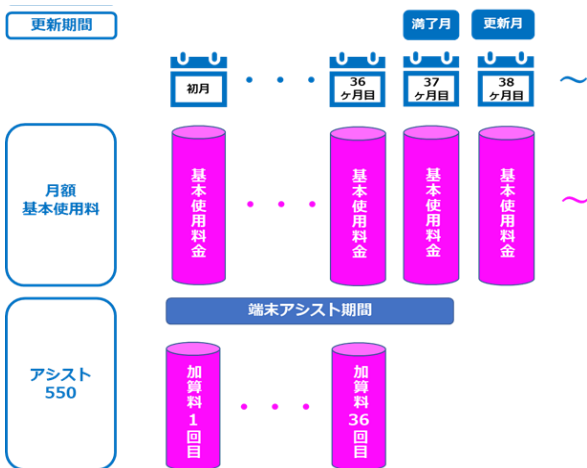 更新期間
満了月
更新月
初月
・・・
36
ヶ月目
37
ヶ月目
38
ヶ月目
～
月額
基本使用料
基本使用料金
・・・
基本使用料金
基本使用料金
基本使用料金
～
端末アシスト期間
アシスト
550
加算料1回目
・・・
加算料36回目